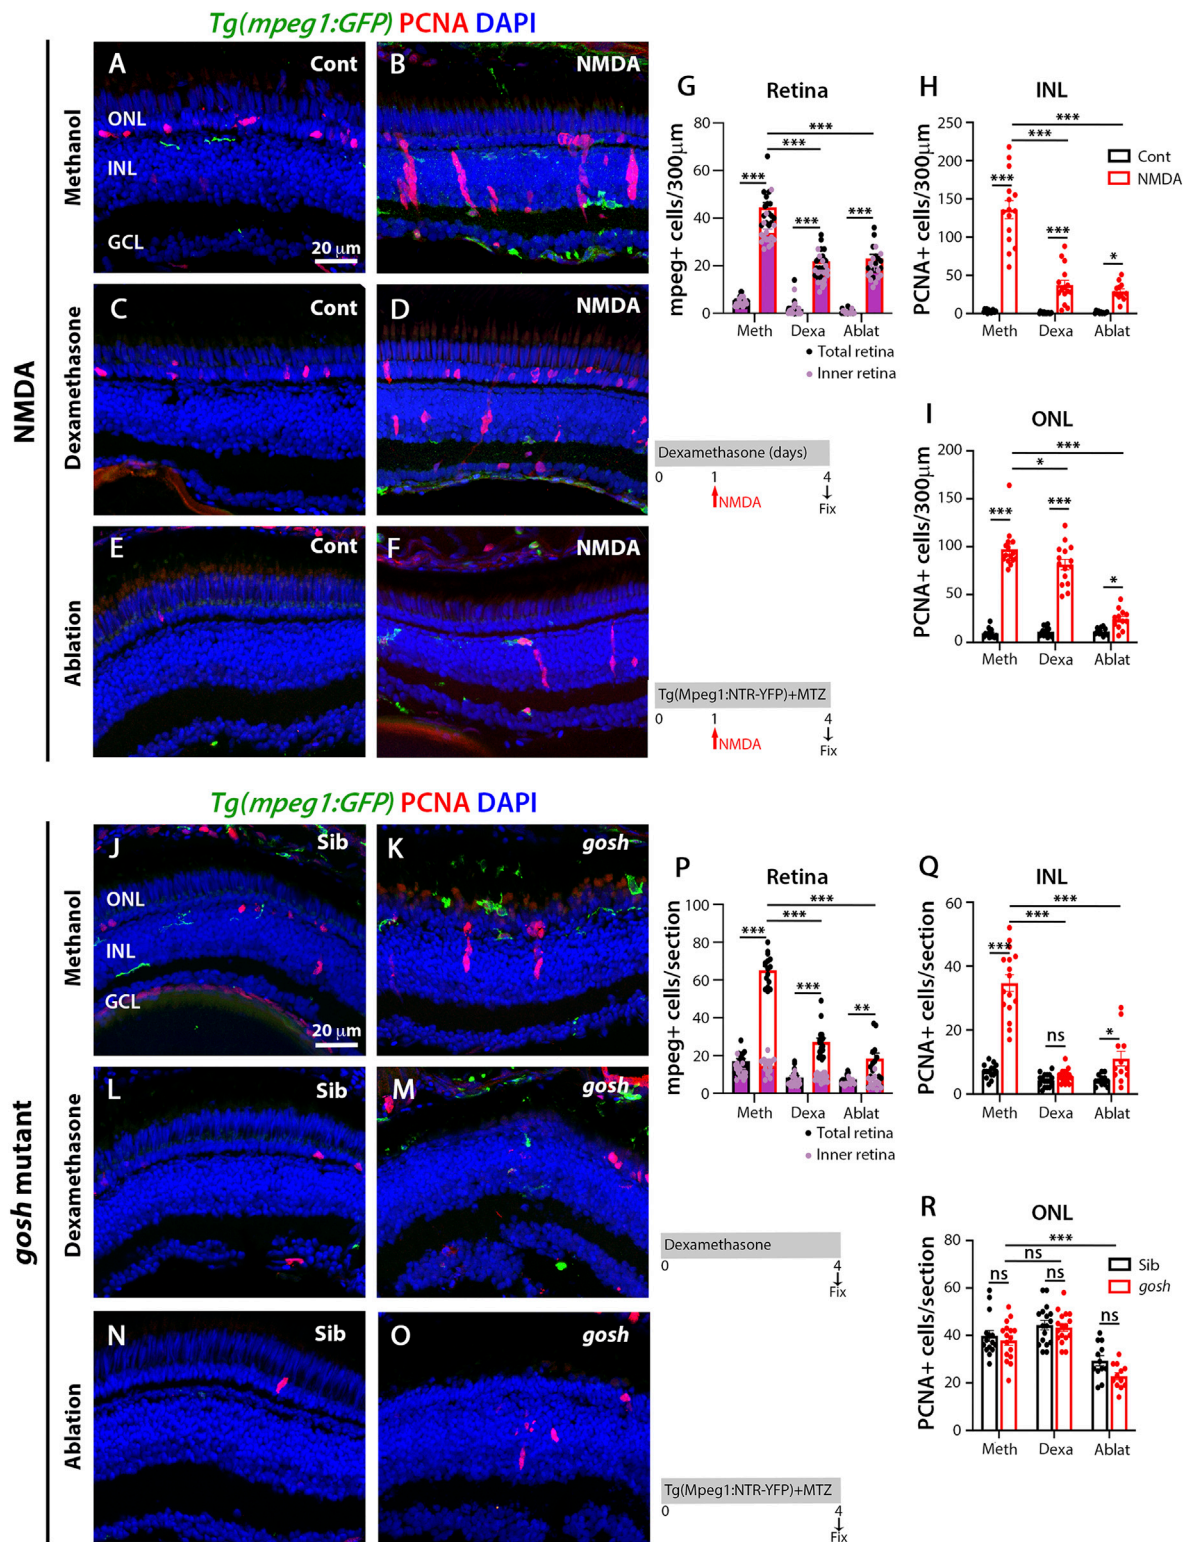 Tg(mpeg1:GFP) PCNA DAPI
NMDA
Methanol
A
Cont
ONL
INL
GCL
20 μm
B
NMDA
Dexamethasone
C
Cont
D
NMDA
Ablation
E
Cont
F
NMDA
G
Retina
mpeg+ cells/300μm
80
60
40
20
0
***
***
***
***
***
Meth Dexa Ablat
Total retina
Inner retina
H
INL
PCNA+ cells/300μm
250
200
150
100
50
0
***
***
***
***
*
Meth Dexa Ablat
Cont
NMDA
Dexamethasone (days)
0 1 4
NMDA
Fix
I
ONL
PCNA+ cells/300μm
200
150
100
50
0
***
*
***
***
*
Meth Dexa Ablat
Tg(Mpeg1:NTR-YFP)+MTZ
0 1 4
NMDA
Fix
Tg(mpeg1:GFP) PCNA DAPI
gosh mutant
Methanol
J
Sib
ONL
INL
GCL
20 μm
K
gosh
Dexamethasone
L
Sib
M
gosh
Ablation
N
Sib
O
gosh
P
Retina
mpeg+ cells/section
100
80
60
40
20
0
***
***
***
***
**
Meth Dexa Ablat
Total retina
Inner retina
Q
INL
PCNA+ cells/section
60
40
20
0
***
***
***
ns
*
Meth Dexa Ablat
Dexamethasone
0 4
Fix
R
ONL
PCNA+ cells/section
80
60
40
20
0
***
ns
ns
ns
ns
Meth Dexa Ablat
Sib
gosh
Tg(Mpeg1:NTR-YFP)+MTZ
0 4
Fix